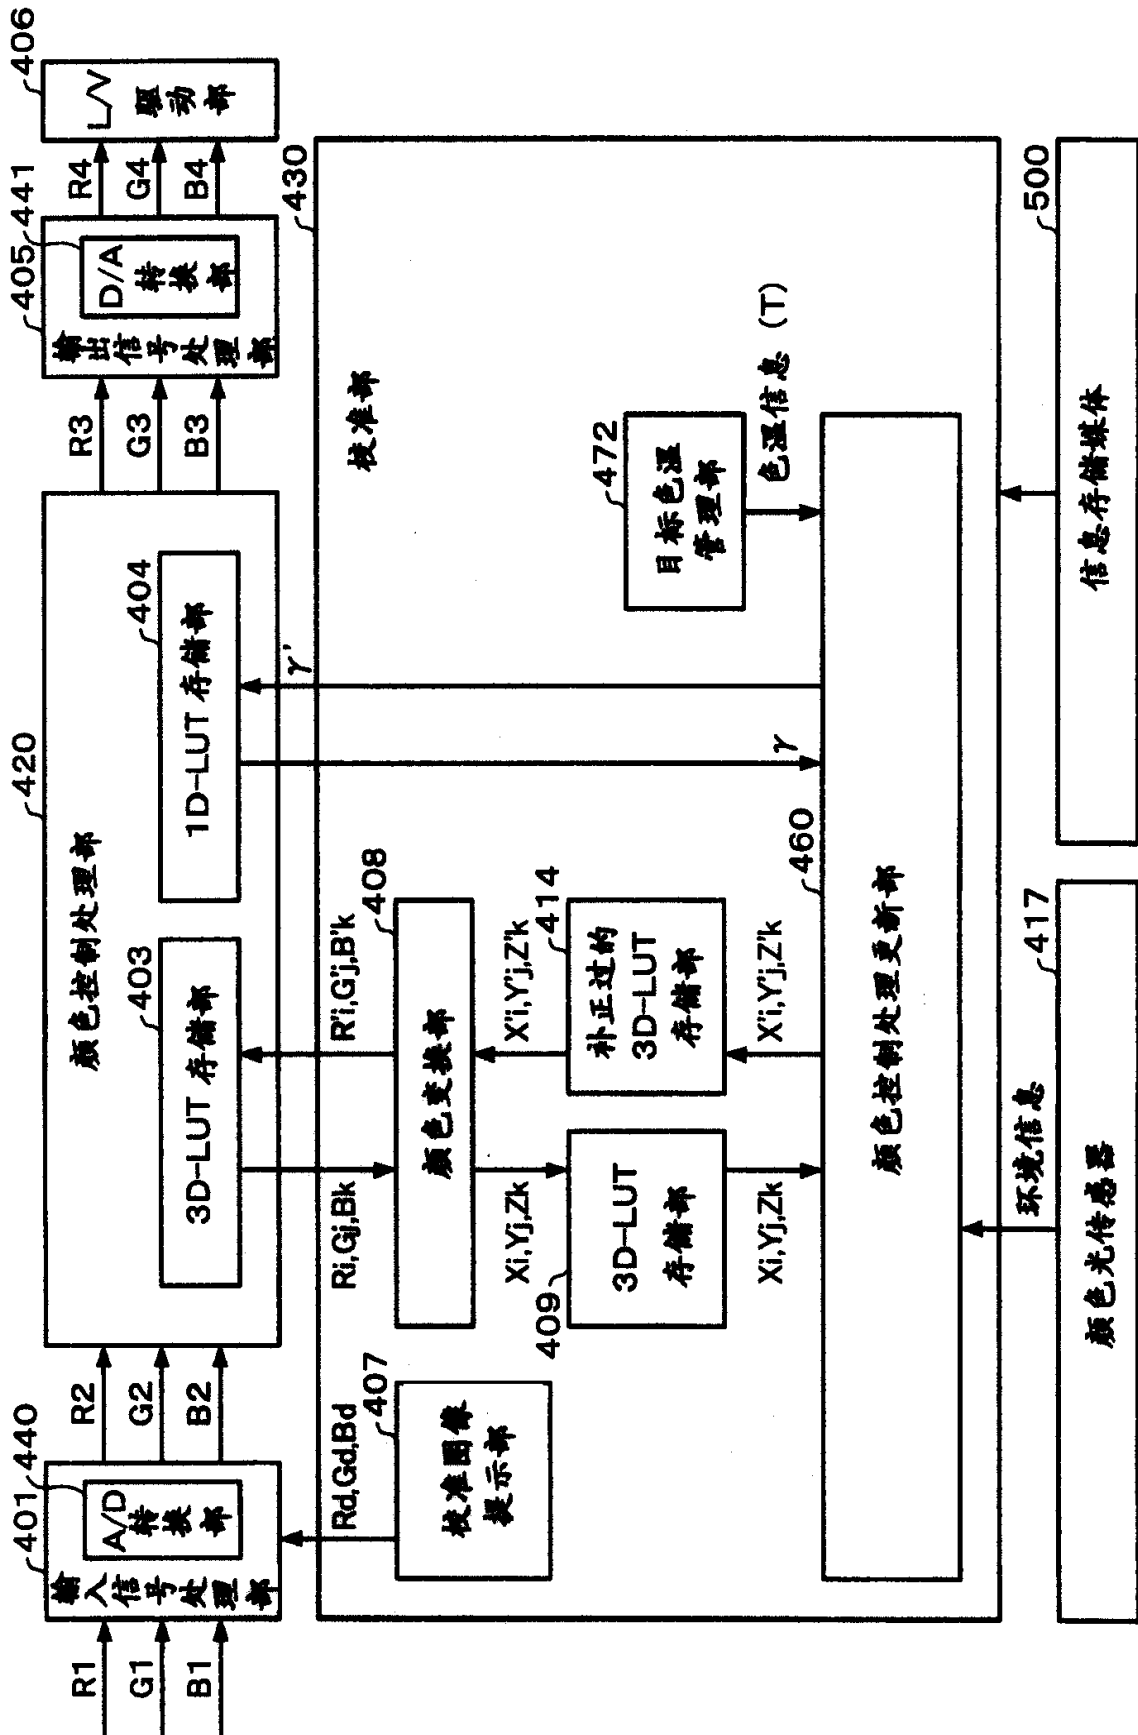 R1
G1
B1
401
440
输入信号处理部
A/D
转换部
R2
G2
B2
420
颜色控制处理部
403
3D-LUT 存储部
404
1D-LUT 存储部
R3
G3
B3
405
441
输出信号处理部
D/A
转换部
R4
G4
B4
406
L/V
驱动部
430
校准部
Rd,Gd,Bd
407
校准图像
提示部
Ri,Gj,Bk
R'i,G'j,B'k
408
颜色变换部
Xi,Yj,Zk
X'i,Y'j,Z'k
409
3D-LUT
存储部
414
补正过的
3D-LUT
存储部
Xi,Yj,Zk
X'i,Y'j,Z'k
γ'
γ
472
目标色温
管理部
色温信息 (T)
460
颜色控制处理更新部
环境信息
417
颜色光传感器
500
信息存储媒体